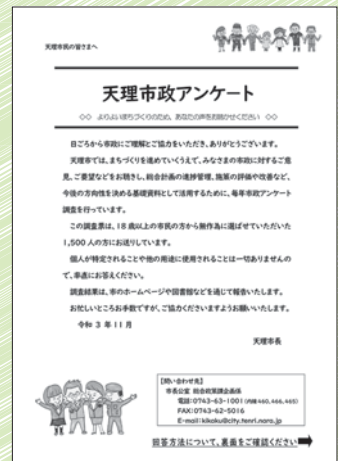 天理市民の皆さまへ
天理市政アンケート
◇◇ よりよいまちづくりのため、あなたの声をお聞かせください ◇◇
日ごろから市政にご理解とご協力をいただき、ありがとうございます。
天理市では、まちづくりを進めていくうえで、みなさまの市政に対するご意
見、ご要望などをお聴きし、総合計画の進捗管理、施策の評価や改善など、
今後の方向性を決める基礎資料として活用するために、毎年市政アンケート
調査を行っています。
この調査票は、18歳以上の市民の方から無作為に選ばせていただいた
1,500人の方にお送りしています。
個人が特定されることや他の用途に使用されることは一切ありませんの
で、率直にお答えください。
調査結果は、市のホームページや図書館などを通じて報告いたします。
お忙しいところお手数ですが、ご協力くださいますようお願いいたします。
令和 3 年 11 月
天理市長
【問い合わせ先】
市長公室 総合政策課企画係
電話:0743-63-1001(内線 460,466,465)
FAX:0743-62-5016
E-mail:kikaku@city.tenri.nara.jp
回答方法について、裏面をご確認ください